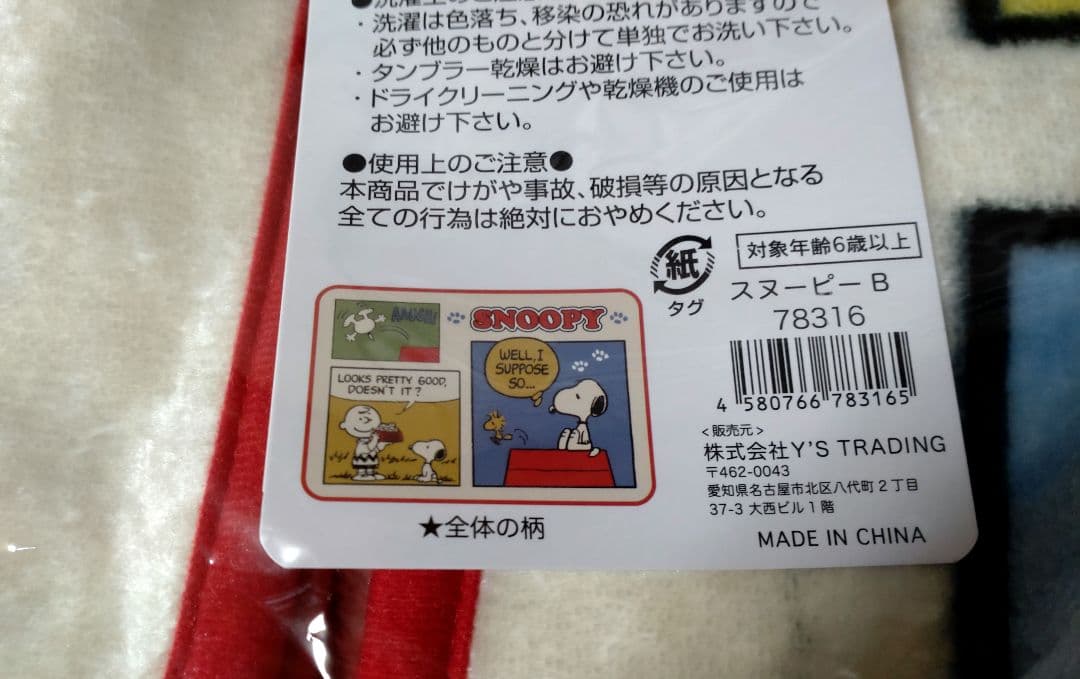 ●洗濯上のご注意●
・洗濯は色落ち、移染の恐れがありますので
必ず他のものと分けて単独でお洗い下さい。
・タンブラー乾燥はお避け下さい。
・ドライクリーニングや乾燥機のご使用は
お避け下さい。
●使用上のご注意●
本商品でけがや事故、破損等の原因となる
全ての行為は絶対におやめください。
紙
タグ
対象年齢6歳以上
スヌーピー B
78316
4 580766 783165
<販売元>
株式会社Y'S TRADING
〒462-0043
愛知県名古屋市北区八代町2丁目
37-3 大西ビル1階
MADE IN CHINA
SNOOPY
WELL, I
SUPPOSE
SO...
LOOKS PRETTY GOOD,
DOESN'T IT?
★全体の柄